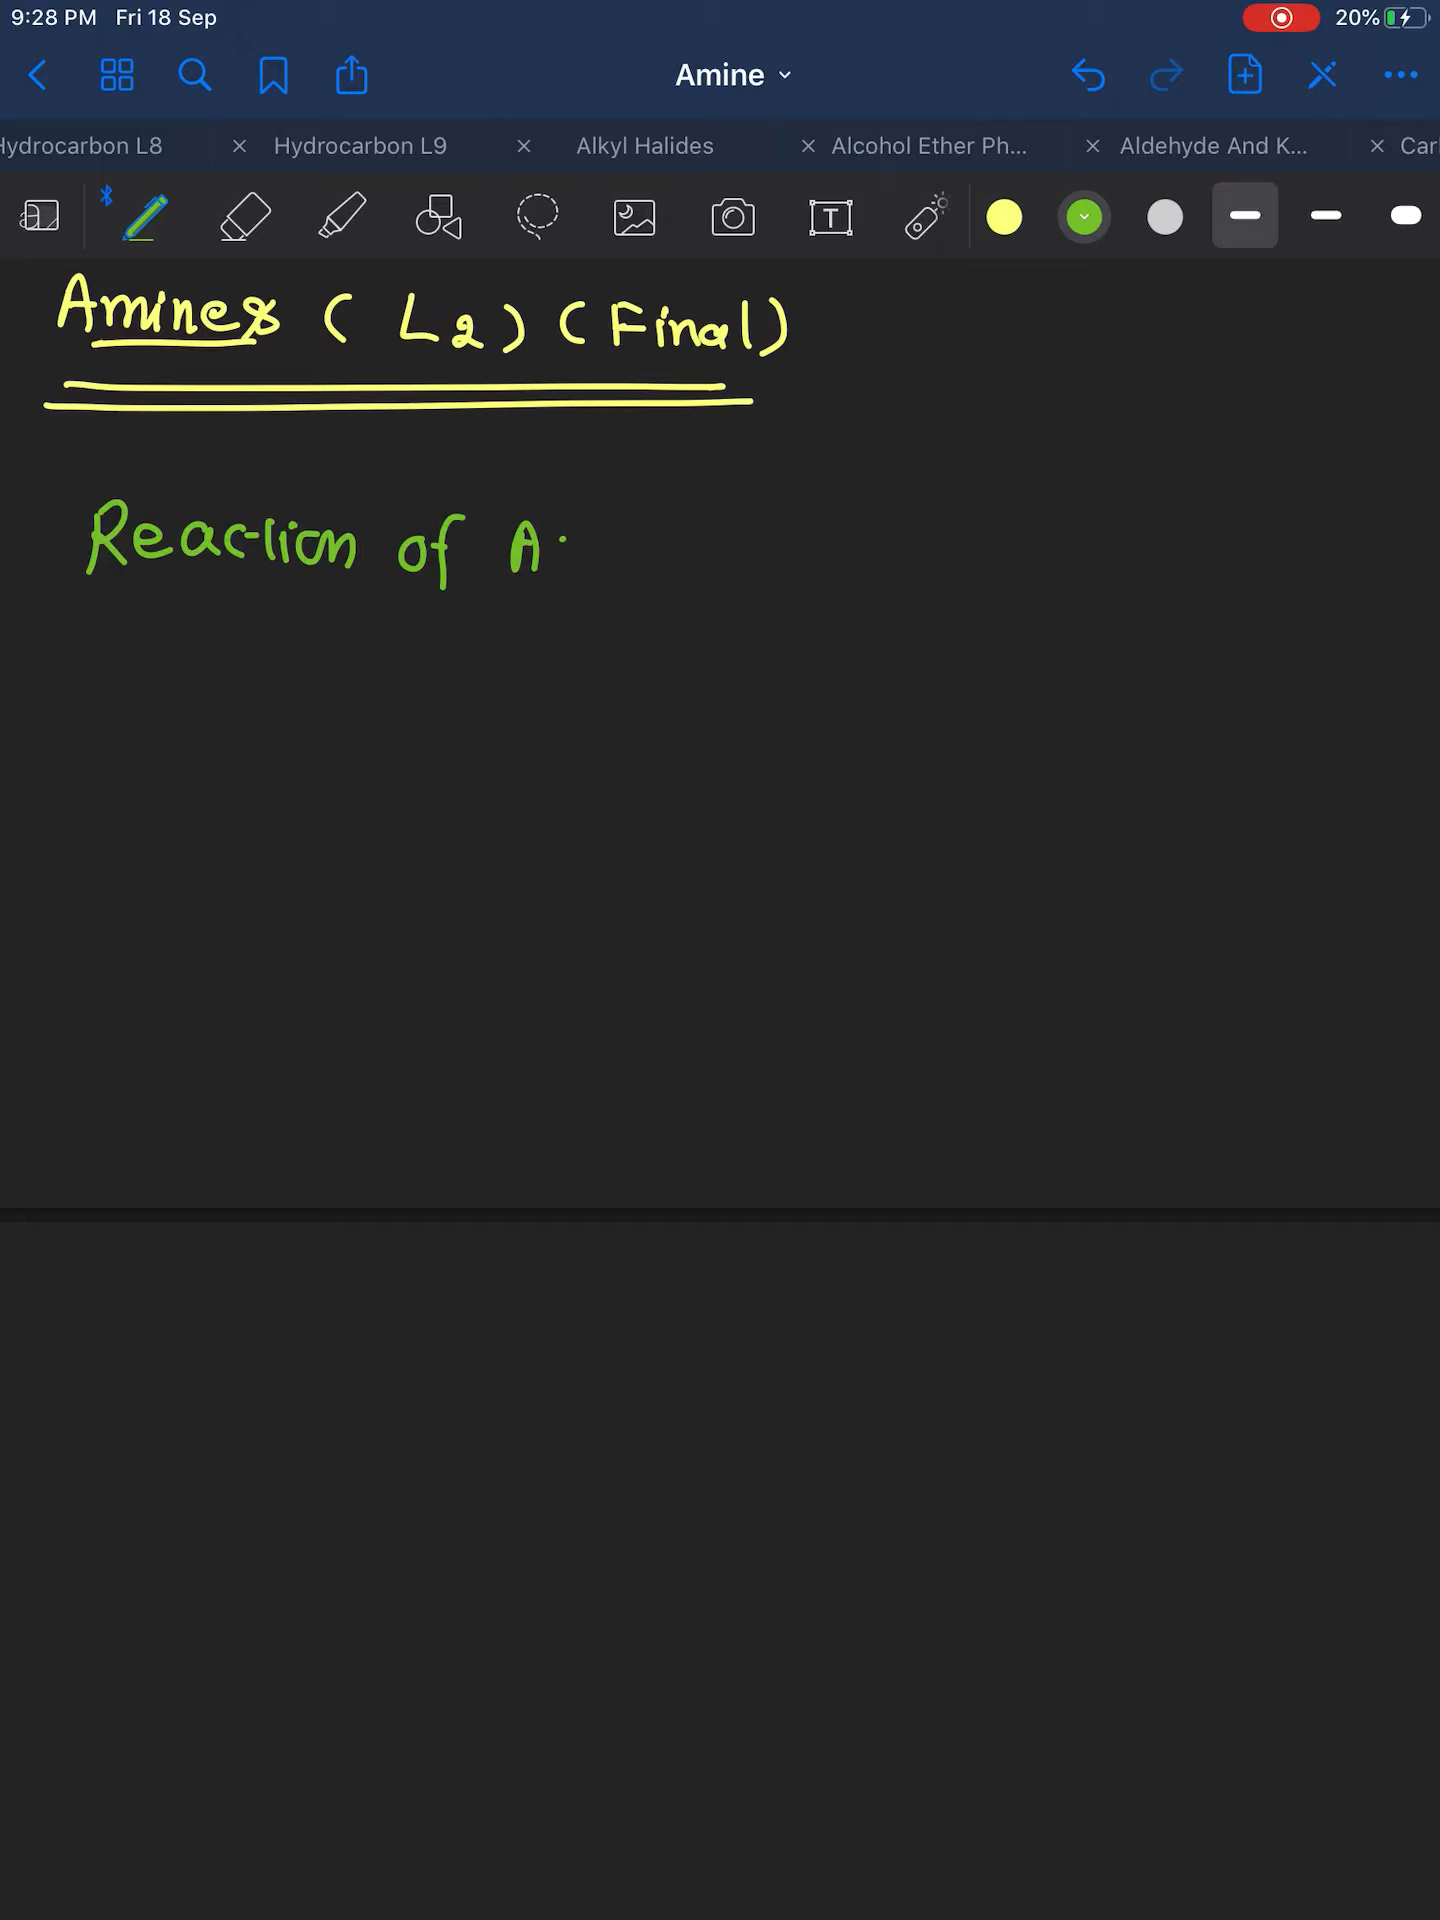 9:28 PM Fri 18 Sep 20%
Amine
Hydrocarbon L8 Hydrocarbon L9 Alkyl Halides Alcohol Ether Ph... Aldehyde And K... Car
Amines (L2) (Final)
Reaction of A